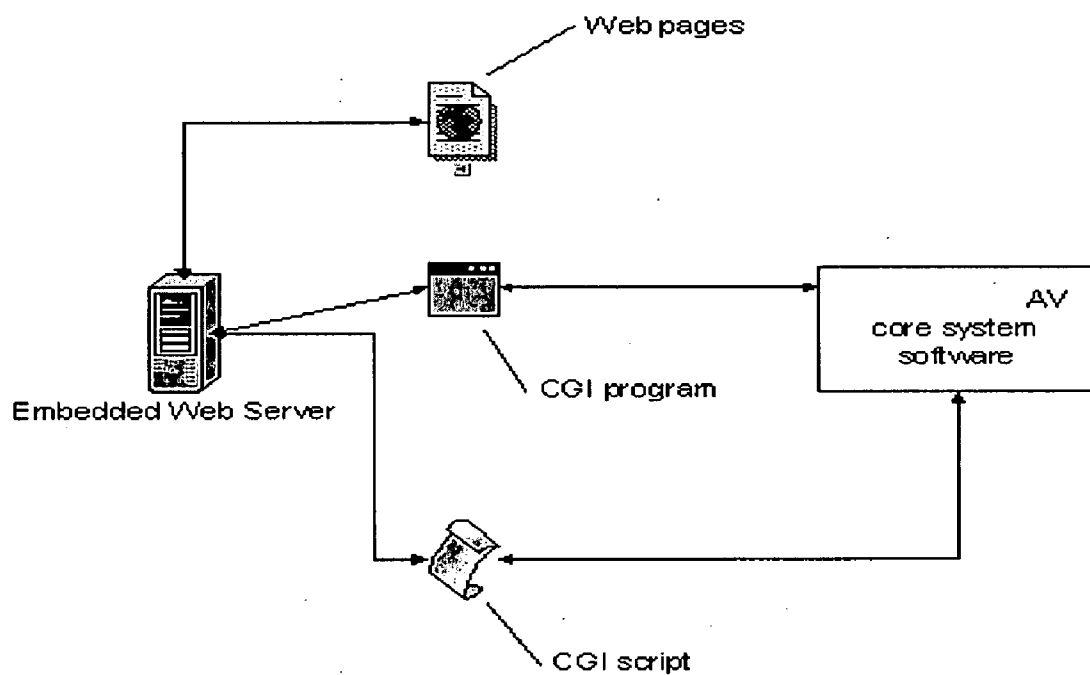 Web pages
AV
core system
software
CGI program
Embedded Web Server
CGI script